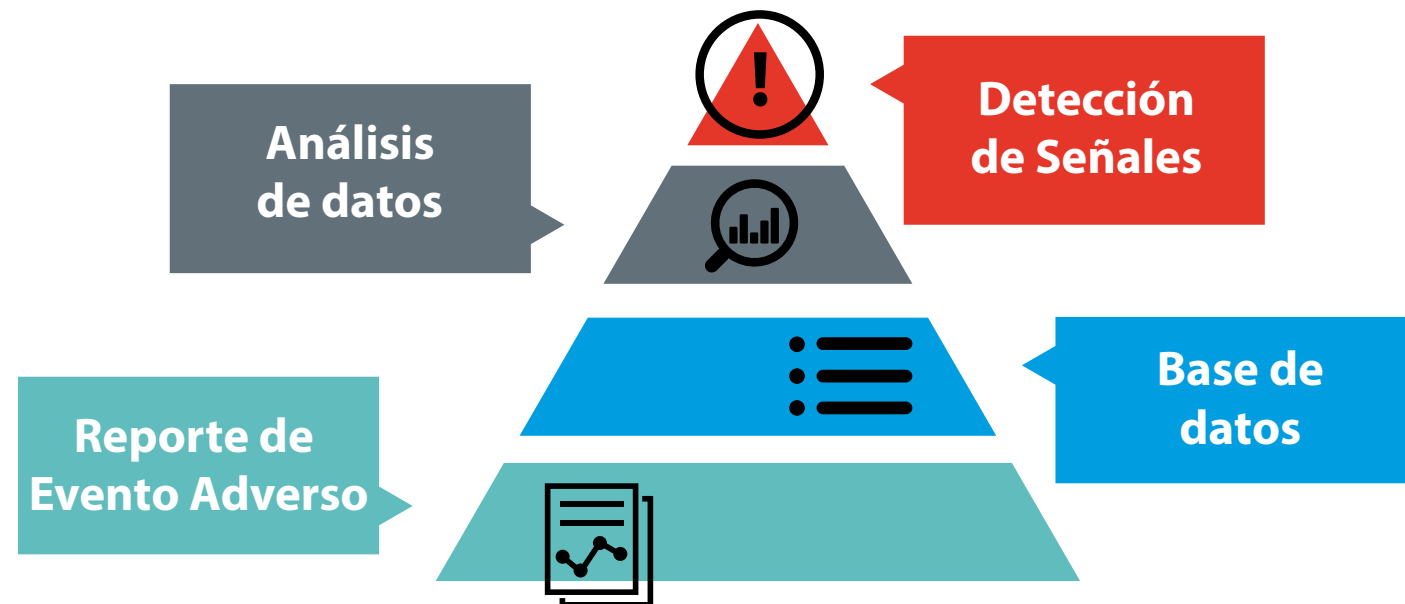 Análisis
de datos
Detección
de Señales
Reporte de
Evento Adverso
Base de
datos